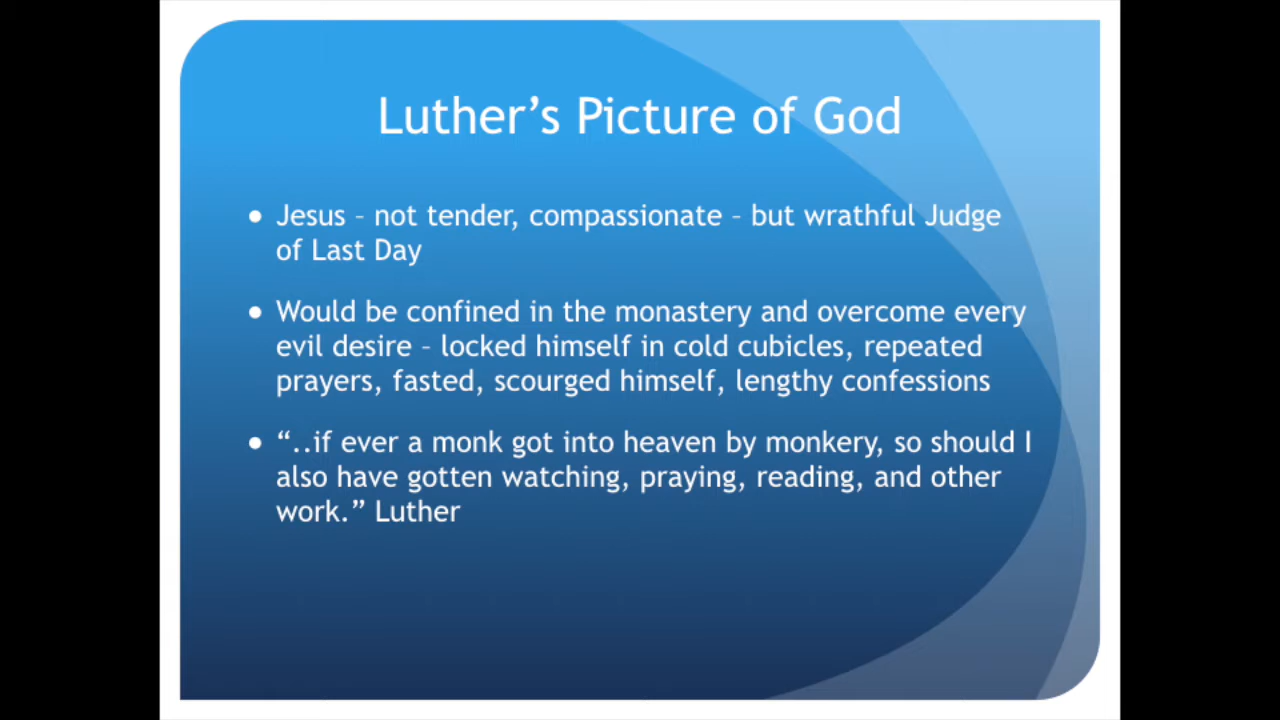 Luther’s Picture of God
● Jesus – not tender, compassionate – but wrathful Judge
of Last Day
● Would be confined in the monastery and overcome every
evil desire – locked himself in cold cubicles, repeated
prayers, fasted, scourged himself, lengthy confessions
● “..if ever a monk got into heaven by monkery, so should I
also have gotten watching, praying, reading, and other
work.” Luther